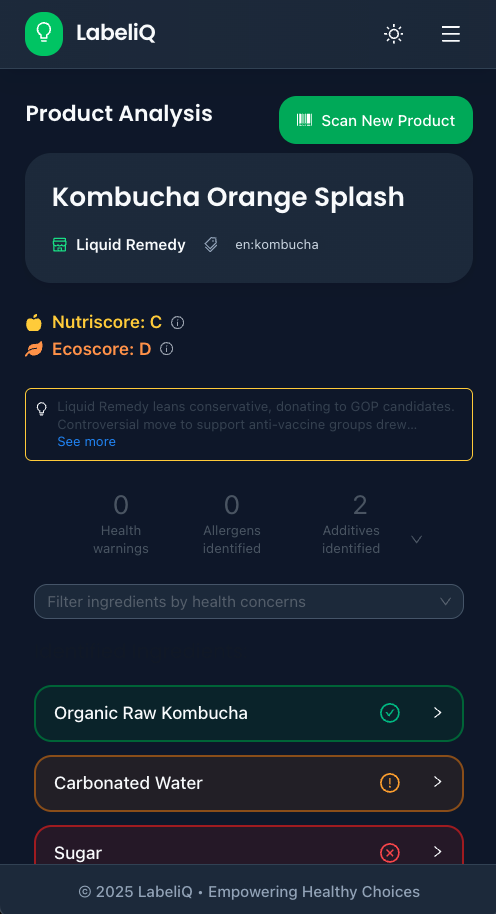 LabeliQ
Product Analysis
Scan New Product
Kombucha Orange Splash
Liquid Remedy
en:kombucha
Nutriscore: C
Ecoscore: D
Liquid Remedy leans conservative, donating to GOP candidates.
Controversial move to support anti-vaccine groups drew...
See more
0
Health
warnings
0
Allergens
identified
2
Additives
identified
Filter ingredients by health concerns
Organic Raw Kombucha
Carbonated Water
Sugar
© 2025 LabeliQ • Empowering Healthy Choices